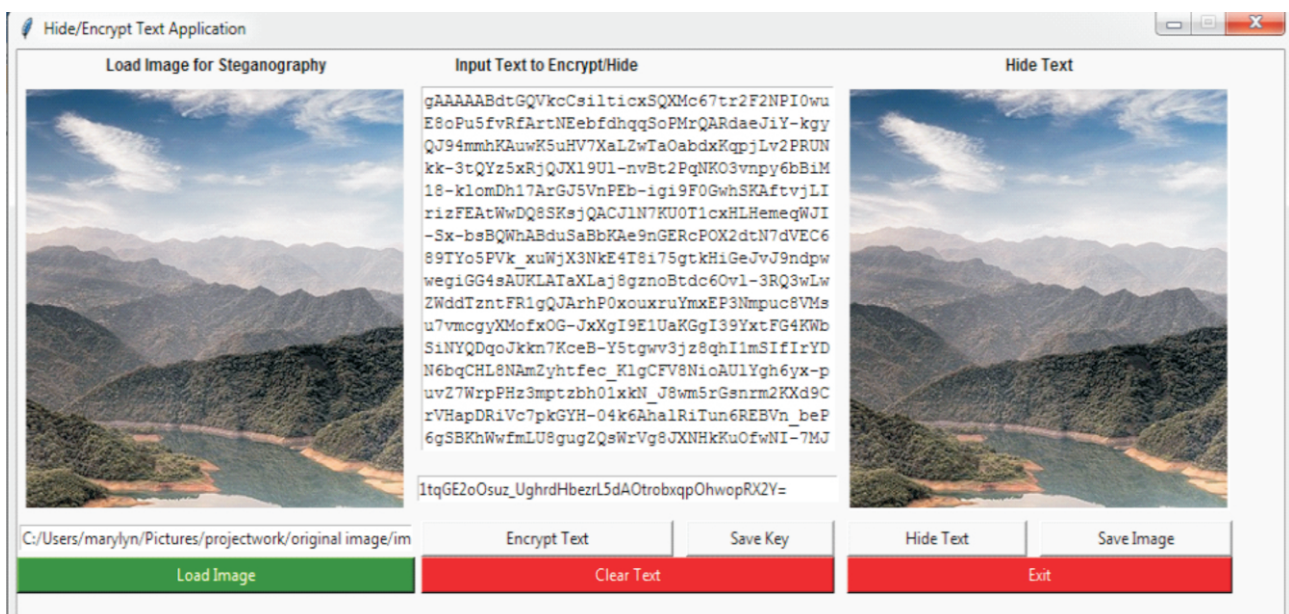 Hide/Encrypt Text Application
Load Image for Steganography
Input Text to Encrypt/Hide
Hide Text
gAAAAABdtGQVkcCsilticxSQXMc67tr2F2NPI0wu
E8oPu5fvRfArtNEebfdhqqSoPMrQARdaeJiY-kgy
QJ94mmhKAuwK5uHV7XaLZwTaOabdxKqpjLv2PRUN
kk-3tQYz5xRjQJXl9Ul-nvBt2PqNKO3vnpy6bBiM
18-klomDh17ArGJ5VnPEb-igi9F0GwhSKAftvjLI
rizFEAtWwDQ8SKsjQACJlN7KU0T1cxHLHemeqWJI
-Sx-bsBQWhABduSaBbKAe9nGERcPOX2dtN7dVEC6
89TYo5PVk_xuWjX3NkE4T8i75gtkHiGeJvJ9ndpw
wegiGG4sAUKLATaXLaj8gznoBtdc6Ovl-3RQ3wLw
ZWddTzntFR1gQJArhP0xouxruYmxEP3Nmpuc8VMs
u7vmcgyXMofxOG-JxXgI9E1UaKGgI39YxtFG4KWb
SiNYQDqoJkkn7KceB-Y5tgwv3jz8qhI1mSIfIrYD
N6bqCHL8NAmZyhtfec_KlgCFV8NioAUlYgh6yx-p
uvZ7WrpPHz3mptzbh01xkN_J8wm5rGsnrm2KXd9C
rVHapDRiVc7pkGYH-04k6AhalRiTun6REBVn_beP
6gSBKhWwfmLU8gugZQsWrVg8JXNHkKuOfwNI-7MJ
1tqGE2oOsuz_UghrdHbezrL5dAOtrobxqpOhwopRX2Y=
C:/Users/marylyn/Pictures/projectwork/original image/im
Encrypt Text
Save Key
Hide Text
Save Image
Load Image
Clear Text
Exit